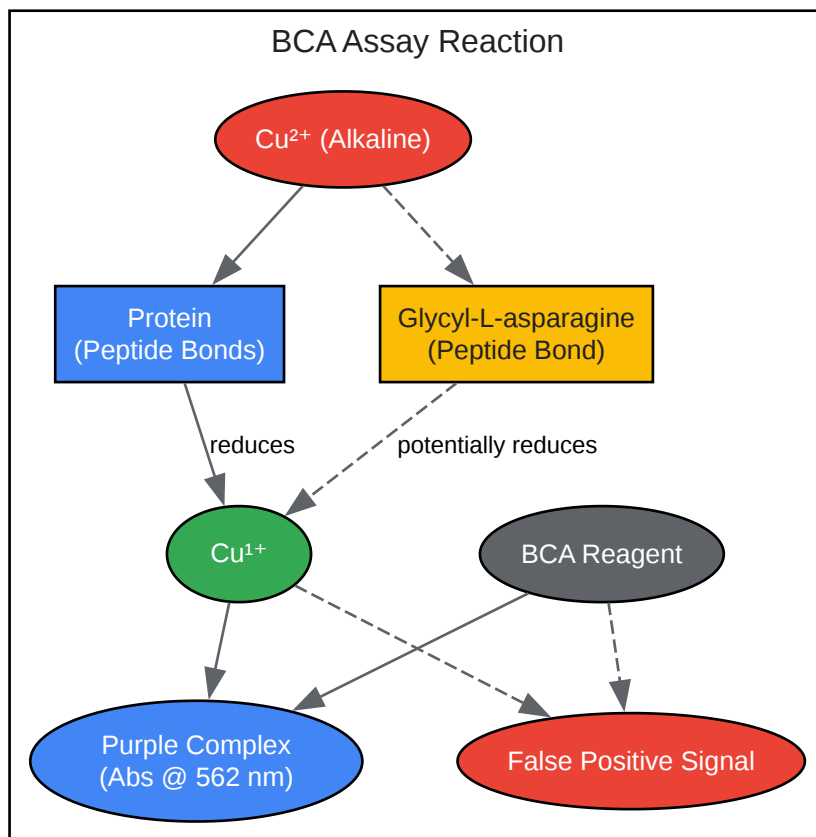 BCA Assay Reaction
Cu²⁺ (Alkaline)
Protein
(Peptide Bonds)
Glycyl-L-asparagine
(Peptide Bond)
reduces
potentially reduces
Cu¹⁺
BCA Reagent
Purple Complex
(Abs @ 562 nm)
False Positive Signal